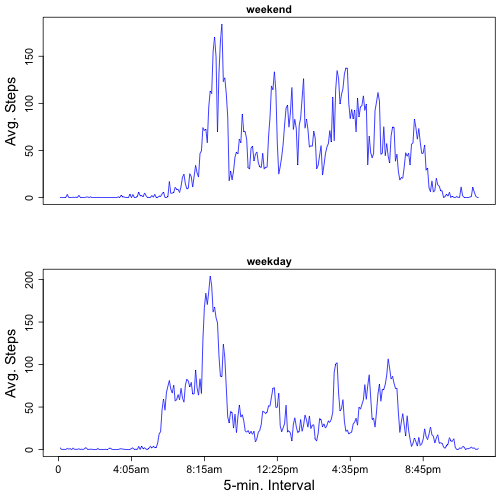 weekend
Avg. Steps
0 50 100 150
weekday
Avg. Steps
0 50 100 150 200
0 4:05am 8:15am 12:25pm 4:35pm 8:45pm
5-min. Interval